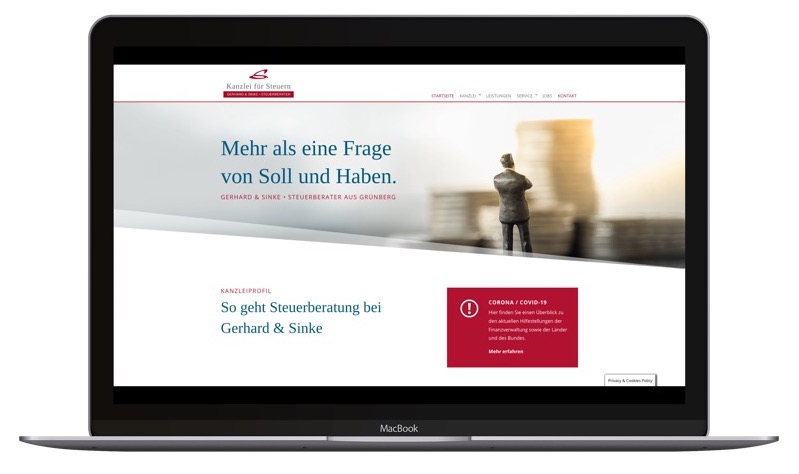 Kanzlei für Steuern
GERHARD & SINKE • STEUERBERATER
STARTSEITE KANZLEI LEISTUNGEN SERVICE JOBS KONTAKT
Mehr als eine Frage
von Soll und Haben.
GERHARD & SINKE • STEUERBERATER AUS GRÜNBERG
KANZLEIPROFIL
So geht Steuerberatung bei
Gerhard & Sinke
CORONA / COVID-19
Hier finden Sie einen Überblick zu
den aktuellen Hilfestellungen der
Finanzverwaltung sowie der Länder
und des Bundes.
Mehr erfahren
Privacy & Cookies Policy
MacBook